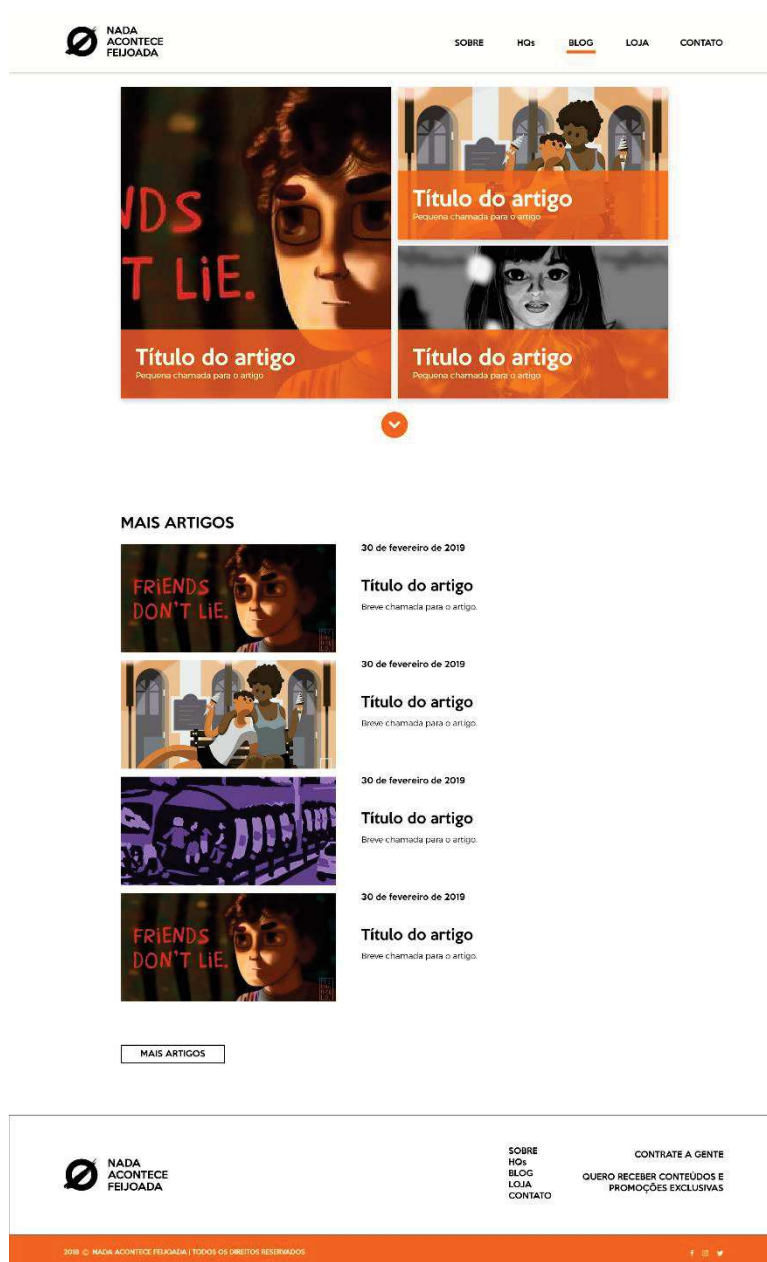 NADA
ACONTECE
FEIJOADA
SOBRE HQs BLOG LOJA CONTATO
NDS
T LiE.
Título do artigo
Pequena chamada para o artigo
Título do artigo
Pequena chamada para o artigo
Título do artigo
Pequena chamada para o artigo
MAIS ARTIGOS
FRiENDS
DON'T LiE.
30 de fevereiro de 2019
Título do artigo
Breve chamada para o artigo.
30 de fevereiro de 2019
Título do artigo
Breve chamada para o artigo.
30 de fevereiro de 2019
Título do artigo
Breve chamada para o artigo.
FRiENDS
DON'T LiE.
30 de fevereiro de 2019
Título do artigo
Breve chamada para o artigo.
MAIS ARTIGOS
NADA
ACONTECE
FEIJOADA
SOBRE
HQs
BLOG
LOJA
CONTATO
CONTRATE A GENTE
QUERO RECEBER CONTEÚDOS E
PROMOÇÕES EXCLUSIVAS
2018 © NADA ACONTECE FEIJOADA | TODOS OS DIREITOS RESERVADOS